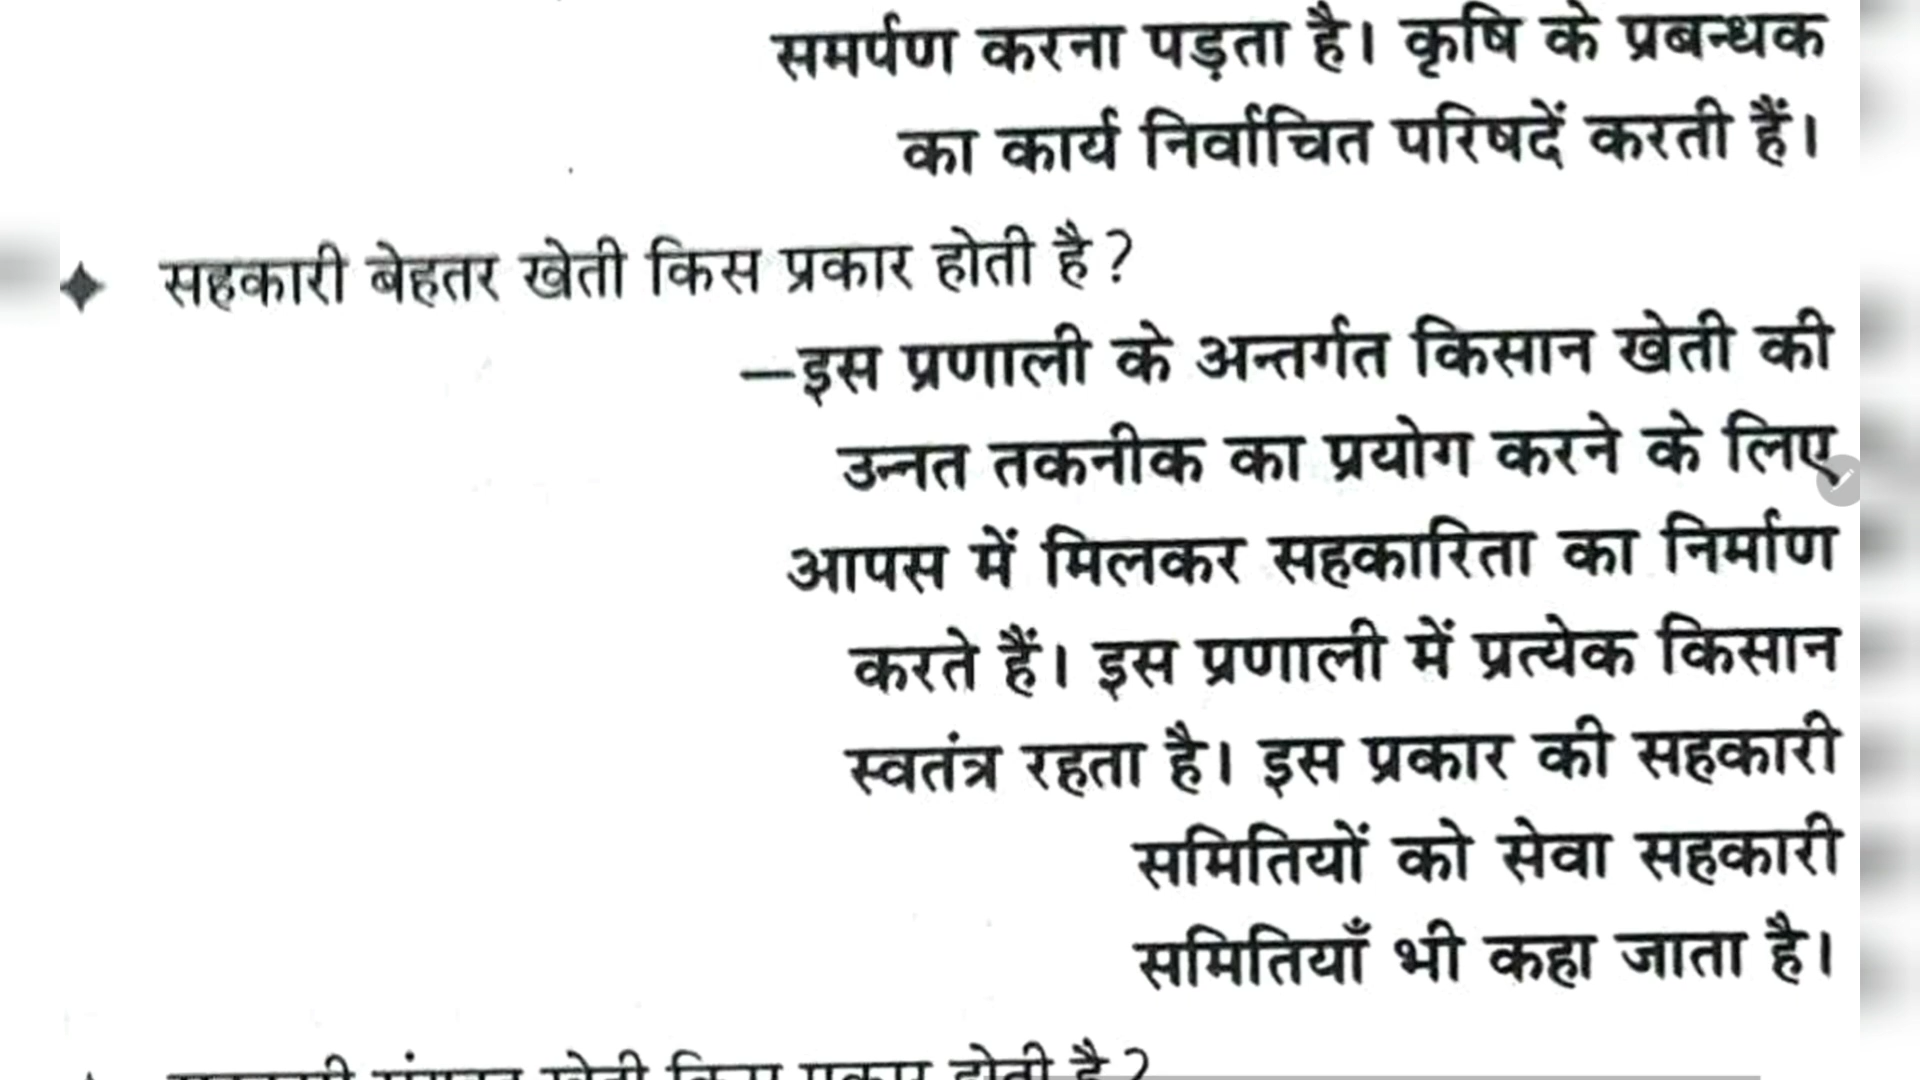 समर्पण करना पड़ता है। कृषि के प्रबन्धक
का कार्य निर्वाचित परिषदें करती हैं।
सहकारी बेहतर खेती किस प्रकार होती है?
—इस प्रणाली के अन्तर्गत किसान खेती की
उन्नत तकनीक का प्रयोग करने के लिए
आपस में मिलकर सहकारिता का निर्माण
करते हैं। इस प्रणाली में प्रत्येक किसान
स्वतंत्र रहता है। इस प्रकार की सहकारी
समितियों को सेवा सहकारी
समितियाँ भी कहा जाता है।
खेती किस प्रकार होती है?